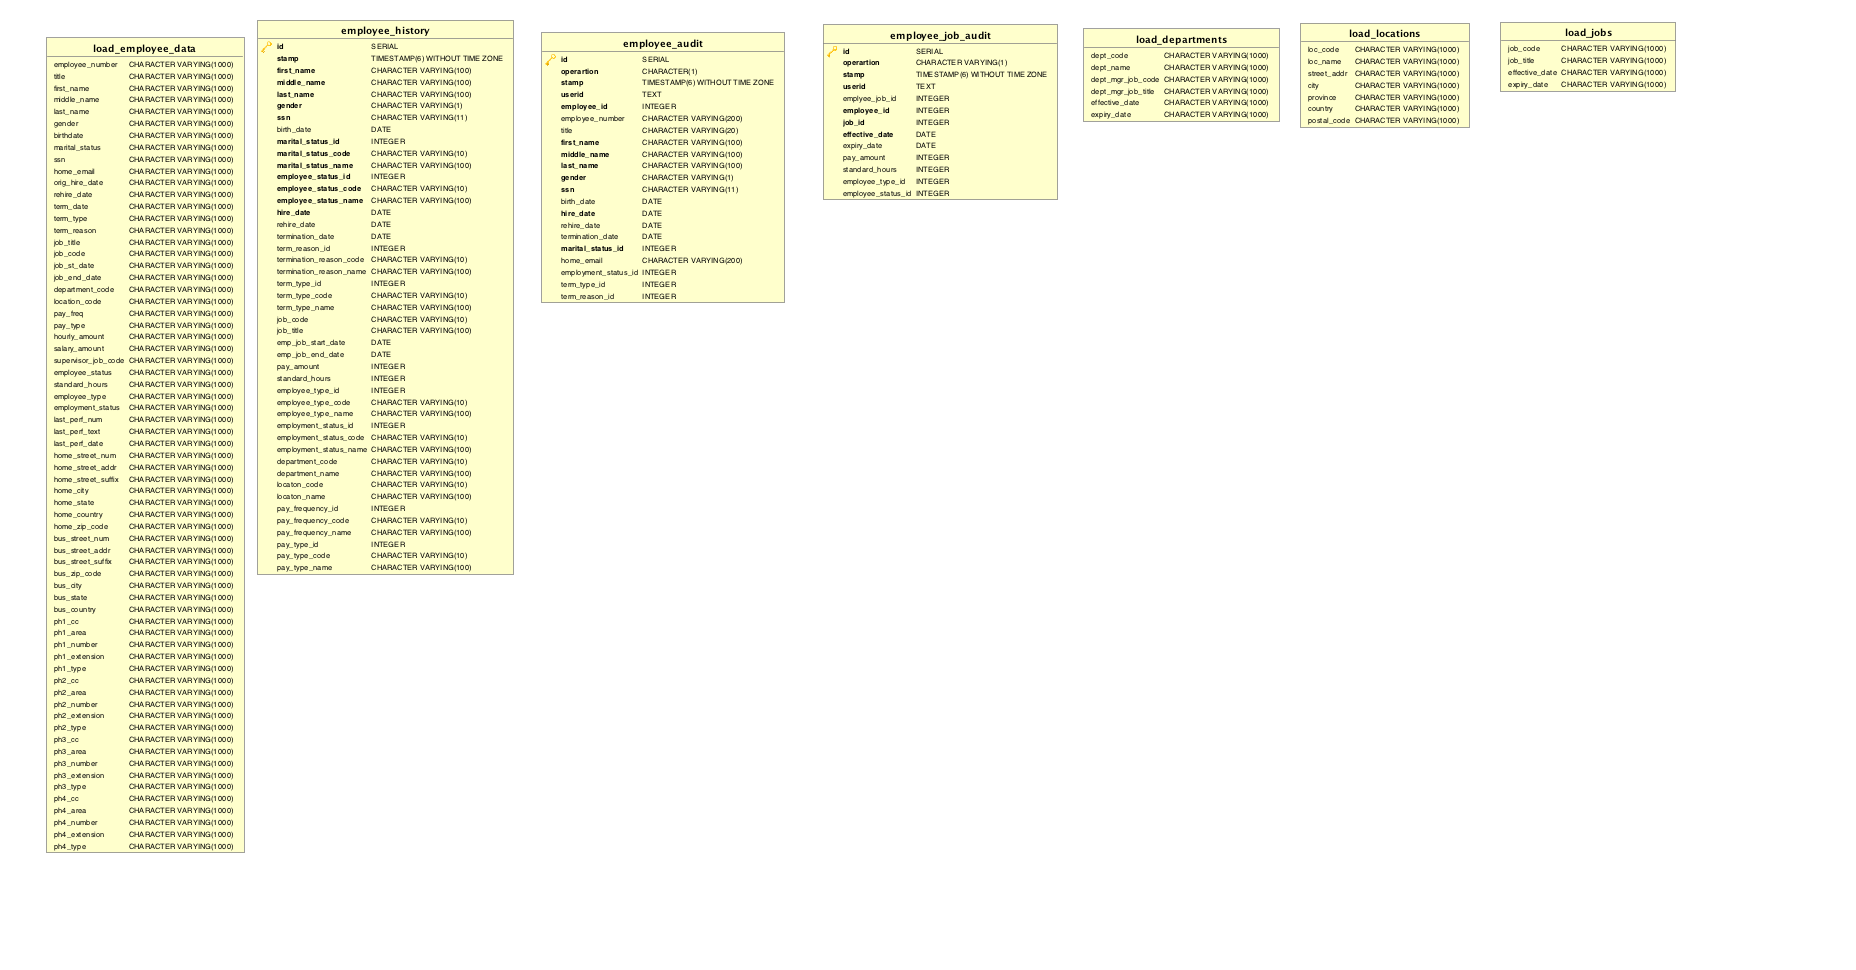 load_employee_data
employee_number CHARACTER VARYING(1000)
title CHARACTER VARYING(1000)
first_name CHARACTER VARYING(1000)
middle_name CHARACTER VARYING(1000)
last_name CHARACTER VARYING(1000)
gender CHARACTER VARYING(1000)
birthdate CHARACTER VARYING(1000)
marital_status CHARACTER VARYING(1000)
ssn CHARACTER VARYING(1000)
home_email CHARACTER VARYING(1000)
orig_hire_date CHARACTER VARYING(1000)
rehire_date CHARACTER VARYING(1000)
term_date CHARACTER VARYING(1000)
term_type CHARACTER VARYING(1000)
term_reason CHARACTER VARYING(1000)
job_title CHARACTER VARYING(1000)
job_code CHARACTER VARYING(1000)
job_st_date CHARACTER VARYING(1000)
job_end_date CHARACTER VARYING(1000)
department_code CHARACTER VARYING(1000)
location_code CHARACTER VARYING(1000)
pay_freq CHARACTER VARYING(1000)
pay_type CHARACTER VARYING(1000)
hourly_amount CHARACTER VARYING(1000)
salary_amount CHARACTER VARYING(1000)
supervisor_job_code CHARACTER VARYING(1000)
employee_status CHARACTER VARYING(1000)
standard_hours CHARACTER VARYING(1000)
employee_type CHARACTER VARYING(1000)
employment_status CHARACTER VARYING(1000)
last_perf_num CHARACTER VARYING(1000)
last_perf_text CHARACTER VARYING(1000)
last_perf_date CHARACTER VARYING(1000)
home_street_num CHARACTER VARYING(1000)
home_street_addr CHARACTER VARYING(1000)
home_street_suffix CHARACTER VARYING(1000)
home_city CHARACTER VARYING(1000)
home_state CHARACTER VARYING(1000)
home_country CHARACTER VARYING(1000)
home_zip_code CHARACTER VARYING(1000)
bus_street_num CHARACTER VARYING(1000)
bus_street_addr CHARACTER VARYING(1000)
bus_street_suffix CHARACTER VARYING(1000)
bus_zip_code CHARACTER VARYING(1000)
bus_city CHARACTER VARYING(1000)
bus_state CHARACTER VARYING(1000)
bus_country CHARACTER VARYING(1000)
ph1_cc CHARACTER VARYING(1000)
ph1_area CHARACTER VARYING(1000)
ph1_number CHARACTER VARYING(1000)
ph1_extension CHARACTER VARYING(1000)
ph1_type CHARACTER VARYING(1000)
ph2_cc CHARACTER VARYING(1000)
ph2_area CHARACTER VARYING(1000)
ph2_number CHARACTER VARYING(1000)
ph2_extension CHARACTER VARYING(1000)
ph2_type CHARACTER VARYING(1000)
ph3_cc CHARACTER VARYING(1000)
ph3_area CHARACTER VARYING(1000)
ph3_number CHARACTER VARYING(1000)
ph3_extension CHARACTER VARYING(1000)
ph3_type CHARACTER VARYING(1000)
ph4_cc CHARACTER VARYING(1000)
ph4_area CHARACTER VARYING(1000)
ph4_number CHARACTER VARYING(1000)
ph4_extension CHARACTER VARYING(1000)
ph4_type CHARACTER VARYING(1000)
employee_history
id SERIAL
stamp TIMESTAMP(6) WITHOUT TIME ZONE
first_name CHARACTER VARYING(100)
middle_name CHARACTER VARYING(100)
last_name CHARACTER VARYING(100)
gender CHARACTER VARYING(1)
ssn CHARACTER VARYING(11)
birth_date DATE
marital_status_id INTEGER
marital_status_code CHARACTER VARYING(10)
marital_status_name CHARACTER VARYING(100)
employee_status_id INTEGER
employee_status_code CHARACTER VARYING(10)
employee_status_name CHARACTER VARYING(100)
hire_date DATE
rehire_date DATE
termination_date DATE
term_reason_id INTEGER
termination_reason_code CHARACTER VARYING(10)
termination_reason_name CHARACTER VARYING(100)
term_type_id INTEGER
term_type_code CHARACTER VARYING(10)
term_type_name CHARACTER VARYING(100)
job_code CHARACTER VARYING(10)
job_title CHARACTER VARYING(100)
emp_job_start_date DATE
emp_job_end_date DATE
pay_amount INTEGER
standard_hours INTEGER
employee_type_id INTEGER
employee_type_code CHARACTER VARYING(10)
employee_type_name CHARACTER VARYING(100)
employment_status_id INTEGER
employment_status_code CHARACTER VARYING(10)
employment_status_name CHARACTER VARYING(100)
department_code CHARACTER VARYING(10)
department_name CHARACTER VARYING(100)
locaton_code CHARACTER VARYING(10)
locaton_name CHARACTER VARYING(100)
pay_frequency_id INTEGER
pay_frequency_code CHARACTER VARYING(10)
pay_frequency_name CHARACTER VARYING(100)
pay_type_id INTEGER
pay_type_code CHARACTER VARYING(10)
pay_type_name CHARACTER VARYING(100)
employee_audit
id SERIAL
operartion CHARACTER(1)
stamp TIMESTAMP(6) WITHOUT TIME ZONE
userid TEXT
employee_id INTEGER
employee_number CHARACTER VARYING(200)
title CHARACTER VARYING(20)
first_name CHARACTER VARYING(100)
middle_name CHARACTER VARYING(100)
last_name CHARACTER VARYING(100)
gender CHARACTER VARYING(1)
ssn CHARACTER VARYING(11)
birth_date DATE
hire_date DATE
rehire_date DATE
termination_date DATE
marital_status_id INTEGER
home_email CHARACTER VARYING(200)
employment_status_id INTEGER
term_type_id INTEGER
term_reason_id INTEGER
employee_job_audit
id SERIAL
operartion CHARACTER VARYING(1)
stamp TIMESTAMP(6) WITHOUT TIME ZONE
userid TEXT
emplyee_job_id INTEGER
employee_id INTEGER
job_id INTEGER
effective_date DATE
expiry_date DATE
pay_amount INTEGER
standard_hours INTEGER
employee_type_id INTEGER
employee_status_id INTEGER
load_departments
dept_code CHARACTER VARYING(1000)
dept_name CHARACTER VARYING(1000)
dept_mgr_job_code CHARACTER VARYING(1000)
dept_mgr_job_title CHARACTER VARYING(1000)
effective_date CHARACTER VARYING(1000)
expiry_date CHARACTER VARYING(1000)
load_locations
loc_code CHARACTER VARYING(1000)
loc_name CHARACTER VARYING(1000)
street_addr CHARACTER VARYING(1000)
city CHARACTER VARYING(1000)
province CHARACTER VARYING(1000)
country CHARACTER VARYING(1000)
postal_code CHARACTER VARYING(1000)
load_jobs
job_code CHARACTER VARYING(1000)
job_title CHARACTER VARYING(1000)
effective_date CHARACTER VARYING(1000)
expiry_date CHARACTER VARYING(1000)